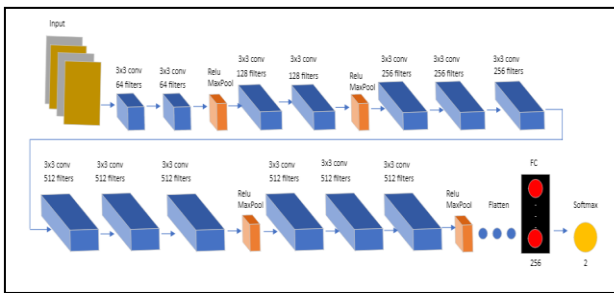 Input
3x3 conv
64 filters
3x3 conv
64 filters
Relu
MaxPool
3x3 conv
128 filters
3x3 conv
128 filters
Relu
MaxPool
3x3 conv
256 filters
3x3 conv
256 filters
3x3 conv
256 filters
3x3 conv
512 filters
3x3 conv
512 filters
3x3 conv
512 filters
Relu
MaxPool
3x3 conv
512 filters
3x3 conv
512 filters
3x3 conv
512 filters
Relu
MaxPool
Flatten
FC
256
Softmax
2